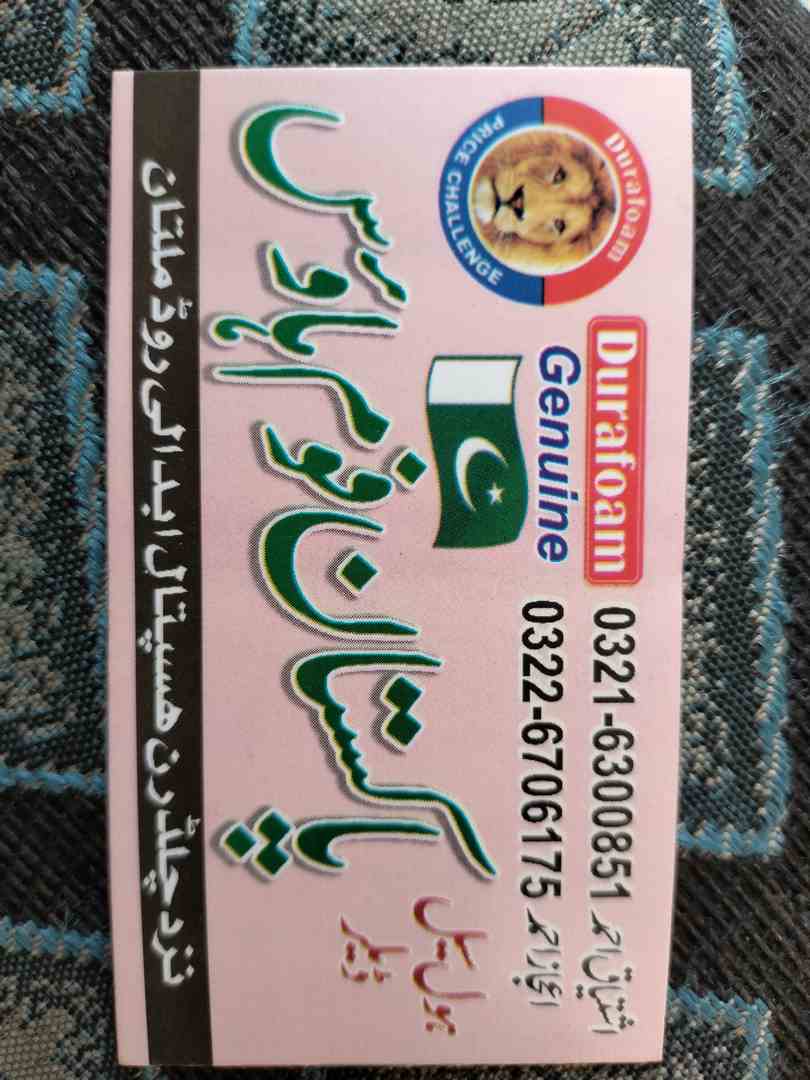 Durafoam
PRICE CHALLENGE
Durafoam
Genuine
0321-6300851 اشتیاق احمد
0322-6706175 اعجاز احمد
ہول سیل
ڈیلر
پاکستان فوم ہاؤس
نزد چلڈرن ھسپتال ابدالی روڈ ملتان